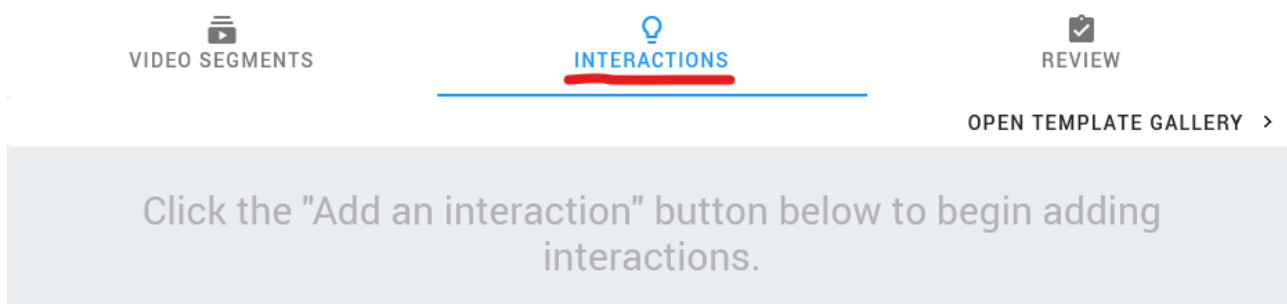 VIDEO SEGMENTS
INTERACTIONS
REVIEW
OPEN TEMPLATE GALLERY >
Click the "Add an interaction" button below to begin adding
interactions.